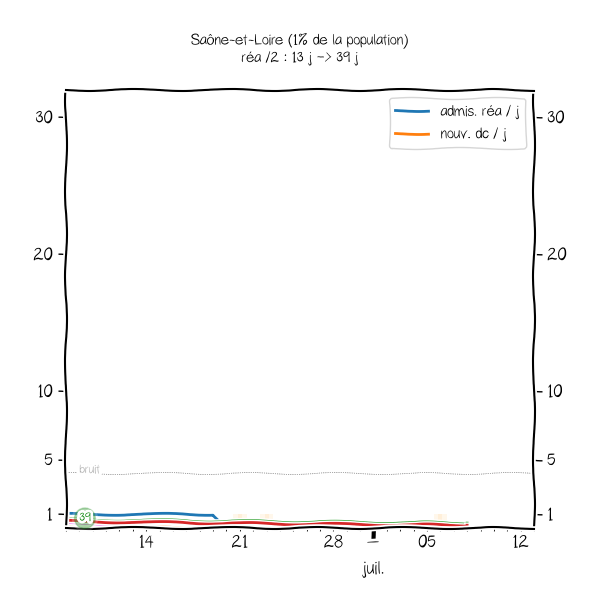 Saône-et-Loire (1% de la population)
réa /2 : 13 j -> 39 j
admis. réa / j
nouv. dc / j
30
30
20
20
10
10
5
5
bruit
1
39
1
14
21
28
05
12
juil.